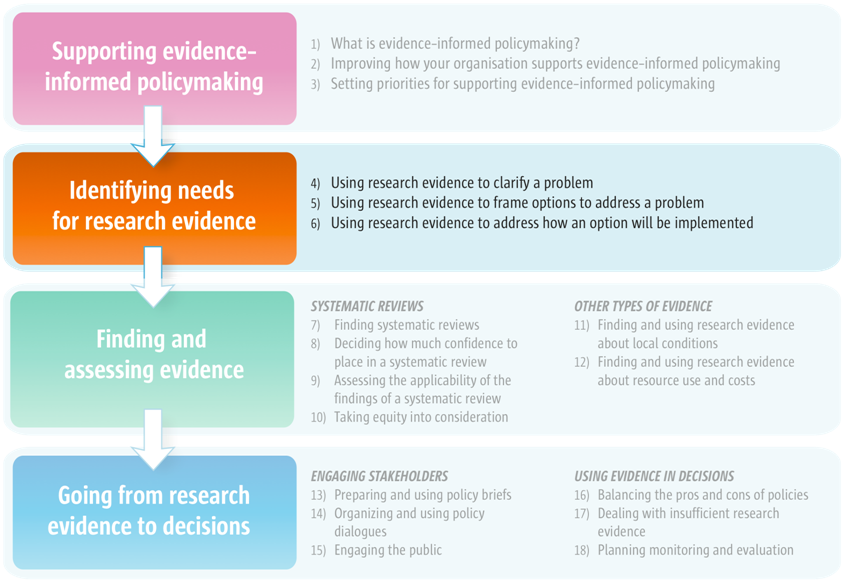 Supporting evidence–
informed policymaking
1) What is evidence–informed policymaking?
2) Improving how your organisation supports evidence–informed policymaking
3) Setting priorities for supporting evidence–informed policymaking
Identifying needs
for research evidence
4) Using research evidence to clarify a problem
5) Using research evidence to frame options to address a problem
6) Using research evidence to address how an option will be implemented
Finding and
assessing evidence
SYSTEMATIC REVIEWS
7) Finding systematic reviews
8) Deciding how much confidence to
place in a systematic review
9) Assessing the applicability of the
findings of a systematic review
10) Taking equity into consideration
OTHER TYPES OF EVIDENCE
11) Finding and using research evidence
about local conditions
12) Finding and using research evidence
about resource use and costs
Going from research
evidence to decisions
ENGAGING STAKEHOLDERS
13) Preparing and using policy briefs
14) Organizing and using policy
dialogues
15) Engaging the public
USING EVIDENCE IN DECISIONS
16) Balancing the pros and cons of policies
17) Dealing with insufficient research
evidence
18) Planning monitoring and evaluation